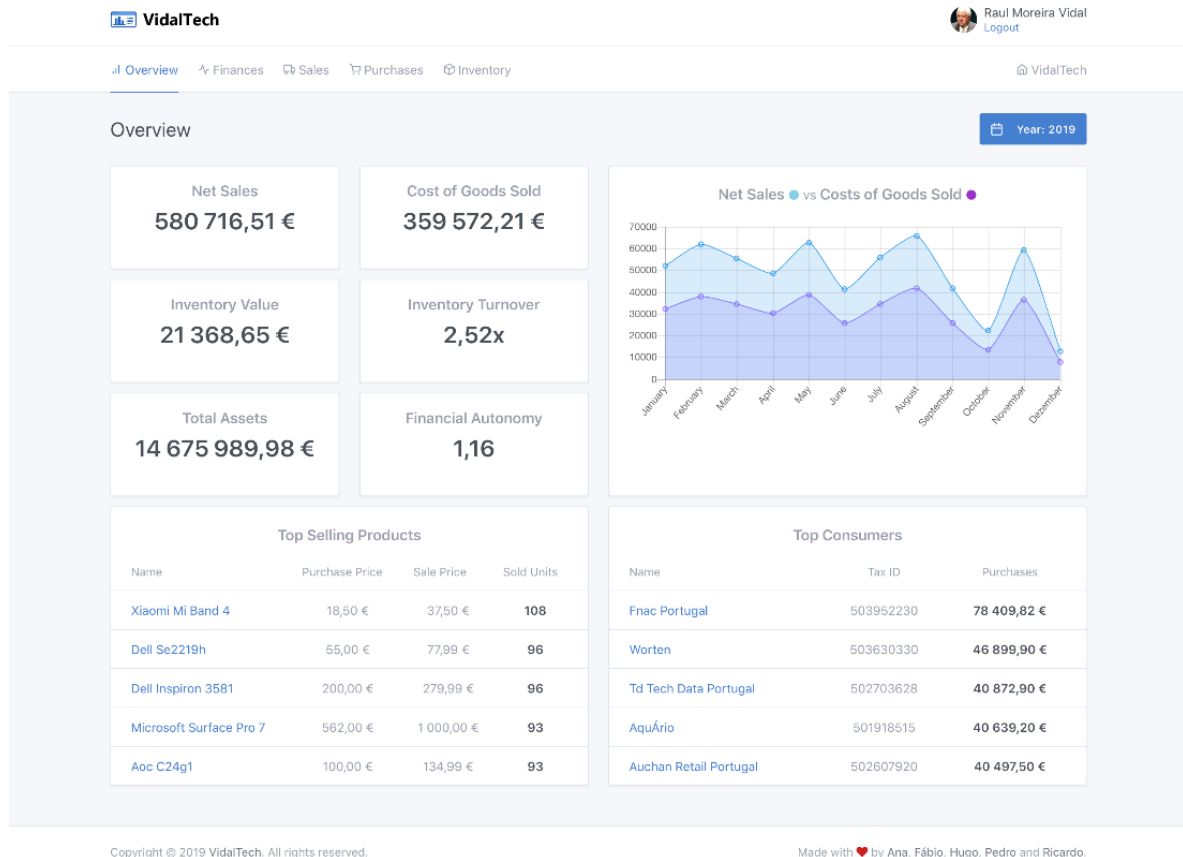 VidalTech
Raul Moreira Vidal
Logout
Overview
Finances
Sales
Purchases
Inventory
VidalTech
Overview
Year: 2019
Net Sales
580 716,51 €
Cost of Goods Sold
359 572,21 €
Inventory Value
21 368,65 €
Inventory Turnover
2,52x
Total Assets
14 675 989,98 €
Financial Autonomy
1,16
Net Sales vs Costs of Goods Sold
70000
60000
50000
40000
30000
20000
10000
0
January
February
March
April
May
June
July
August
September
October
November
Dezember
Top Selling Products
Name Purchase Price Sale Price Sold Units
Xiaomi Mi Band 4 18,50 € 37,50 € 108
Dell Se2219h 55,00 € 77,99 € 96
Dell Inspiron 3581 200,00 € 279,99 € 96
Microsoft Surface Pro 7 562,00 € 1 000,00 € 93
Aoc C24g1 100,00 € 134,99 € 93
Top Consumers
Name Tax ID Purchases
Fnac Portugal 503952230 78 409,82 €
Worten 503630330 46 899,90 €
Td Tech Data Portugal 502703628 40 872,90 €
AquÁrio 501918515 40 639,20 €
Auchan Retail Portugal 502607920 40 497,50 €
Copyright © 2019 VidalTech. All rights reserved.
Made with ❤ by Ana, Fábio, Hugo, Pedro and Ricardo.